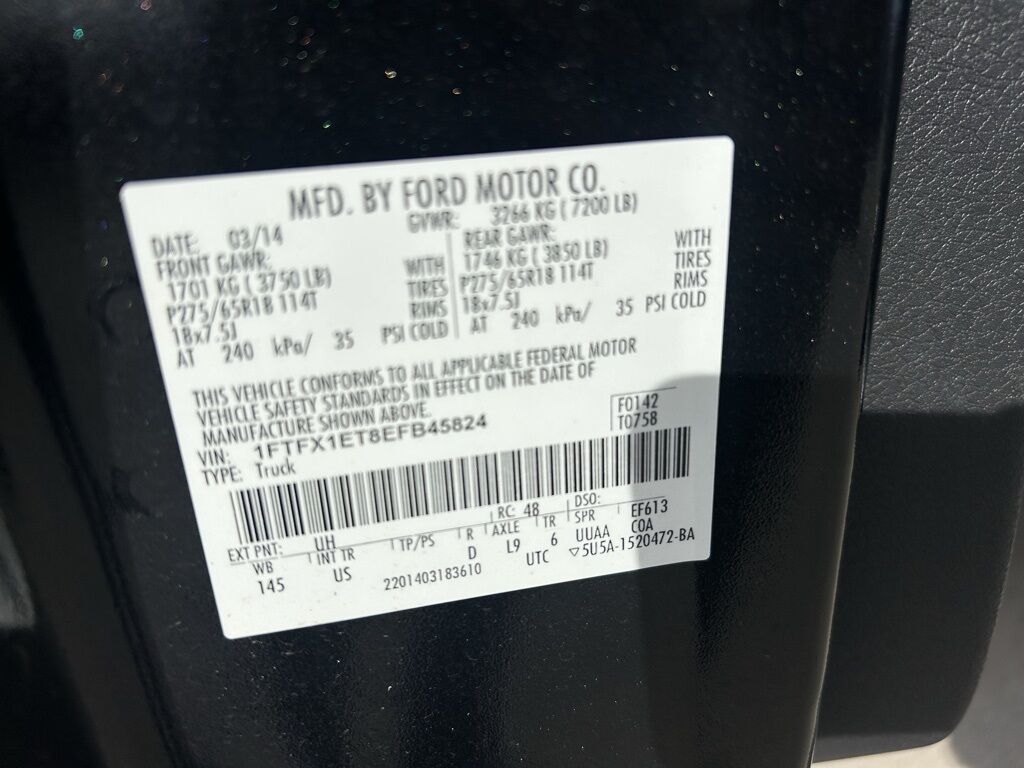 MFD. BY FORD MOTOR CO.
DATE: 03/14 GVWR: 3266 KG ( 7200 LB)
FRONT GAWR: REAR GAWR:
1701 KG ( 3750 LB) WITH 1746 KG ( 3850 LB) WITH
P275/65R18 114T TIRES P275/65R18 114T TIRES
18x7.5J RIMS 18x7.5J RIMS
AT 240 kPa/ 35 PSI COLD AT 240 kPa/ 35 PSI COLD
THIS VEHICLE CONFORMS TO ALL APPLICABLE FEDERAL MOTOR
VEHICLE SAFETY STANDARDS IN EFFECT ON THE DATE OF
MANUFACTURE SHOWN ABOVE. F0142
VIN: 1FTFX1ET8EFB45824 T0758
TYPE: Truck
EXT PNT: UH RC: 48 DSO: EF613
WB INT TR TP/PS R AXLE TR SPR COA
145 US D L9 6 UUAA
2201403183610 UTC ▽5U5A-1520472-BA